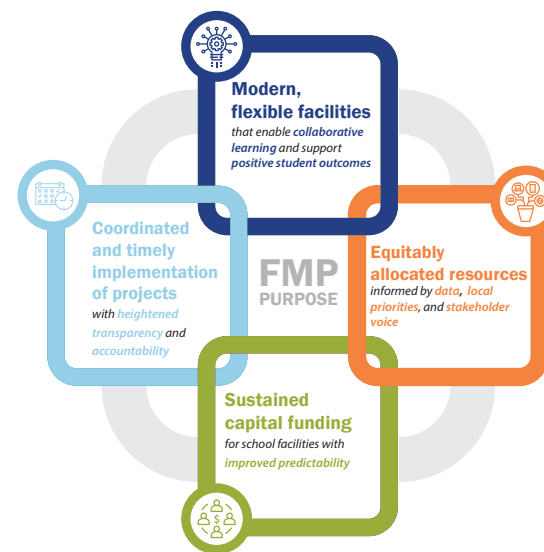 Modern,
flexible facilities
that enable collaborative
learning and support
positive student outcomes
Coordinated
and timely
implementation
of projects
with heightened
transparency and
accountability
FMP
PURPOSE
Equitably
allocated resources
informed by data, local
priorities, and stakeholder
voice
Sustained
capital funding
for school facilities with
improved predictability
$